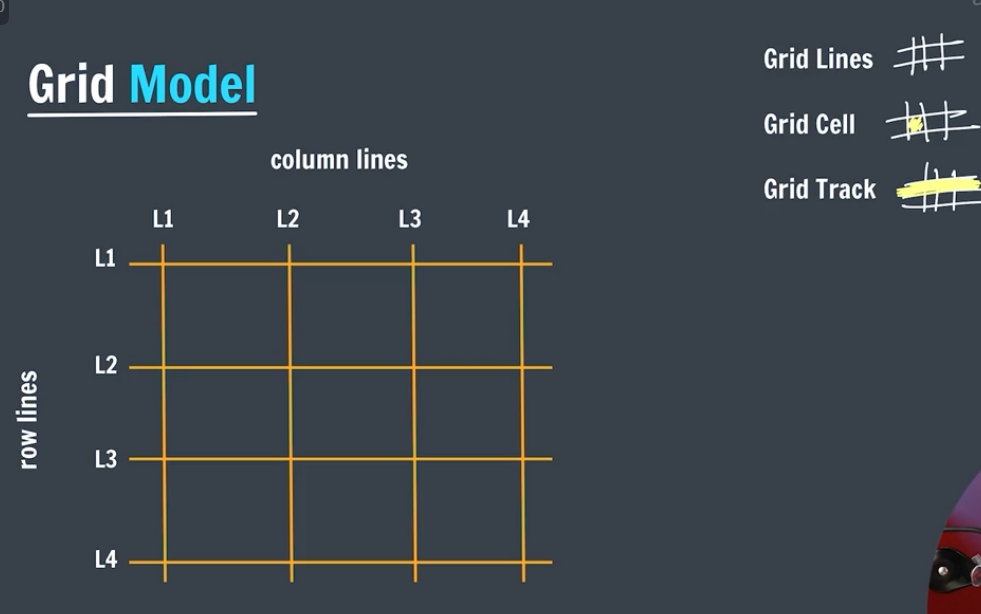 Grid Model
column lines
L1 L2 L3 L4
L1
L2
L3
L4
row lines
Grid Lines
Grid Cell
Grid Track